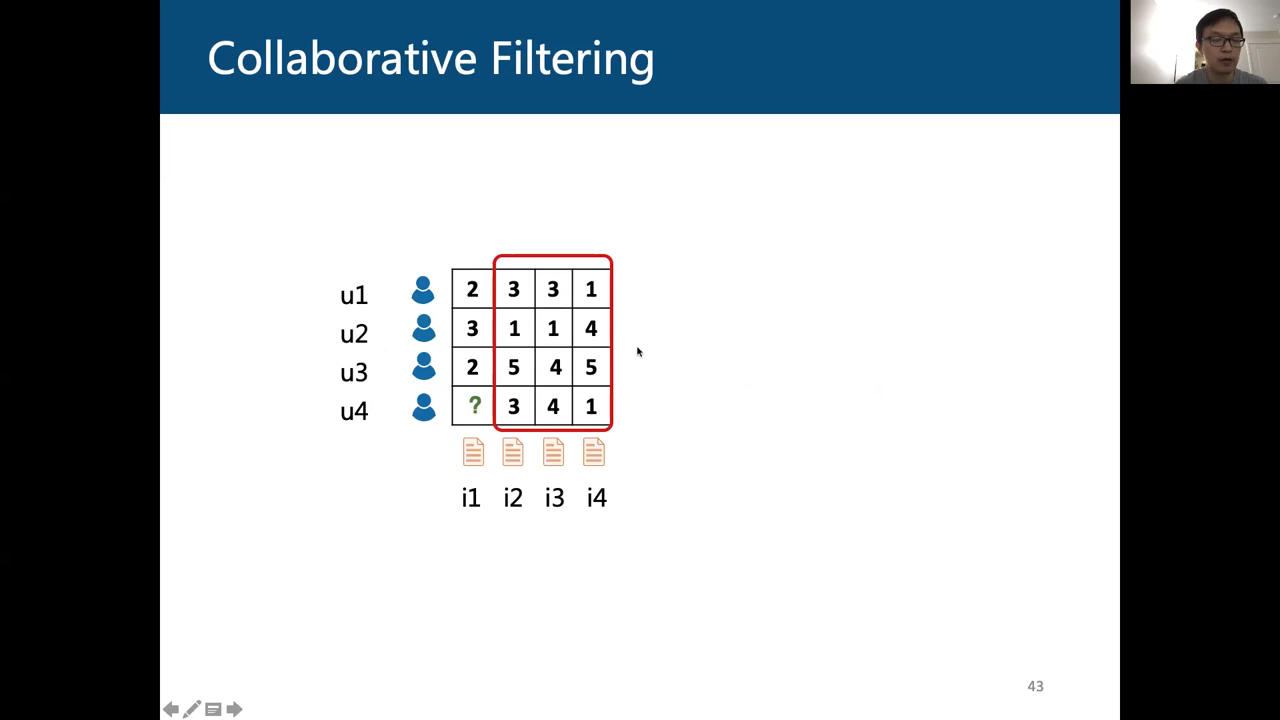 Collaborative Filtering
u1 2 3 3 1
u2 3 1 1 4
u3 2 5 4 5
u4 ? 3 4 1
i1 i2 i3 i4
43